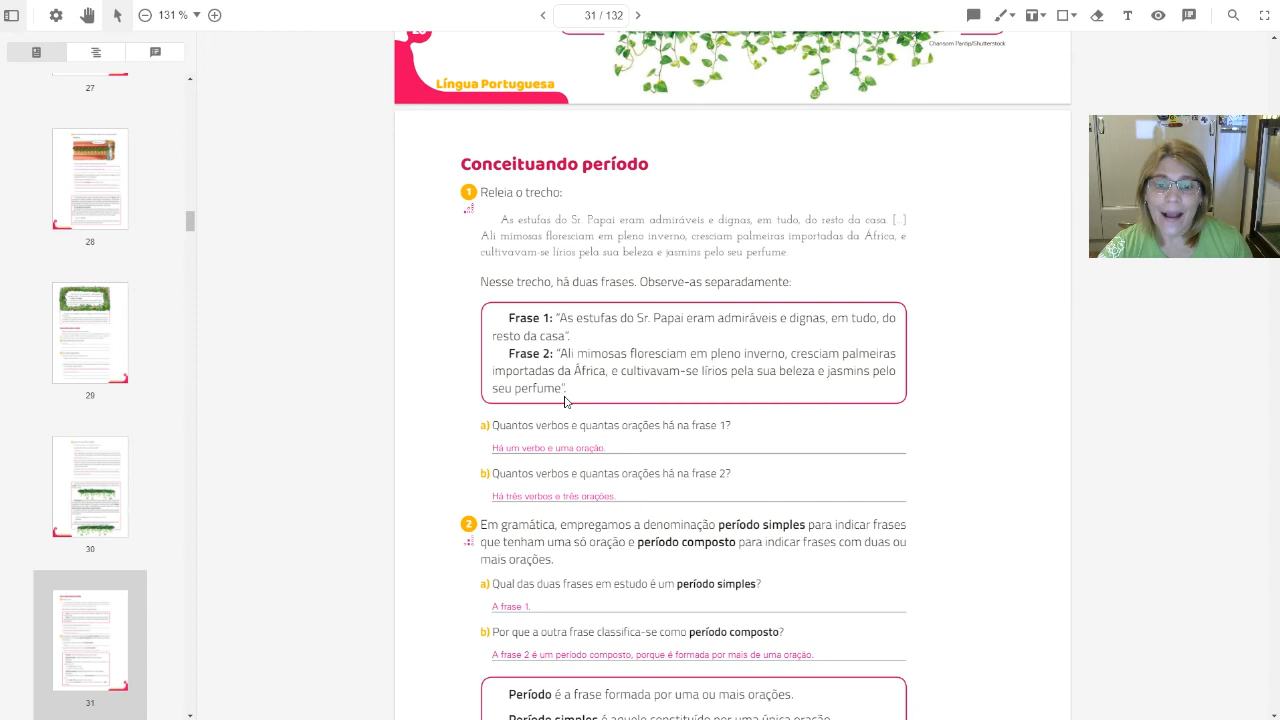 131 %
31 / 132
27
28
29
30
31
Chansom Pantip/Shutterstock
Língua Portuguesa
Conceituando período
1 Releia o trecho:
As estufas do Sr. Papai eram admiráveis e dignas, em tudo, do resto da casa. [...]
Ali mimosas floresciam em pleno inverno, cresciam palmeiras importadas da África, e
cultivavam-se lírios pela sua beleza e jasmins pelo seu perfume.
Nesse trecho, há duas frases. Observe-as separadamente.
Frase 1: “As estufas do Sr. Papai eram admiráveis e dignas, em tudo, do
resto da casa”.
Frase 2: “Ali mimosas floresciam em pleno inverno, cresciam palmeiras
importadas da África, e cultivavam-se lírios pela sua beleza e jasmins pelo
seu perfume”.
a) Quantos verbos e quantas orações há na frase 1?
Há um verbo e uma oração.
b) Quantos verbos e quantas orações há na frase 2?
Há três verbos e três orações.
2 Em gramática, empregamos a denominação período simples para indicar frases
que tenham uma só oração e período composto para indicar frases com duas ou
mais orações.
a) Qual das duas frases em estudo é um período simples?
A frase 1.
b) Por que a outra frase classifica-se como período composto?
A frase 2 é um período composto, porque é formada por mais de uma oração.
Período é a frase formada por uma ou mais orações.
Período simples é aquele constituído por uma única oração.